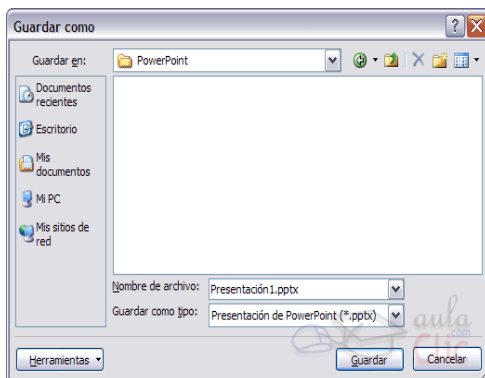 Guardar como
Guardar en:
PowerPoint
Documentos
recientes
Escritorio
Mis
documentos
Mi PC
Mis sitios de
red
Nombre de archivo:
Presentación1.pptx
Guardar como tipo:
Presentación de PowerPoint (*.pptx)
aula
Clic
.com
Herramientas
Guardar
Cancelar